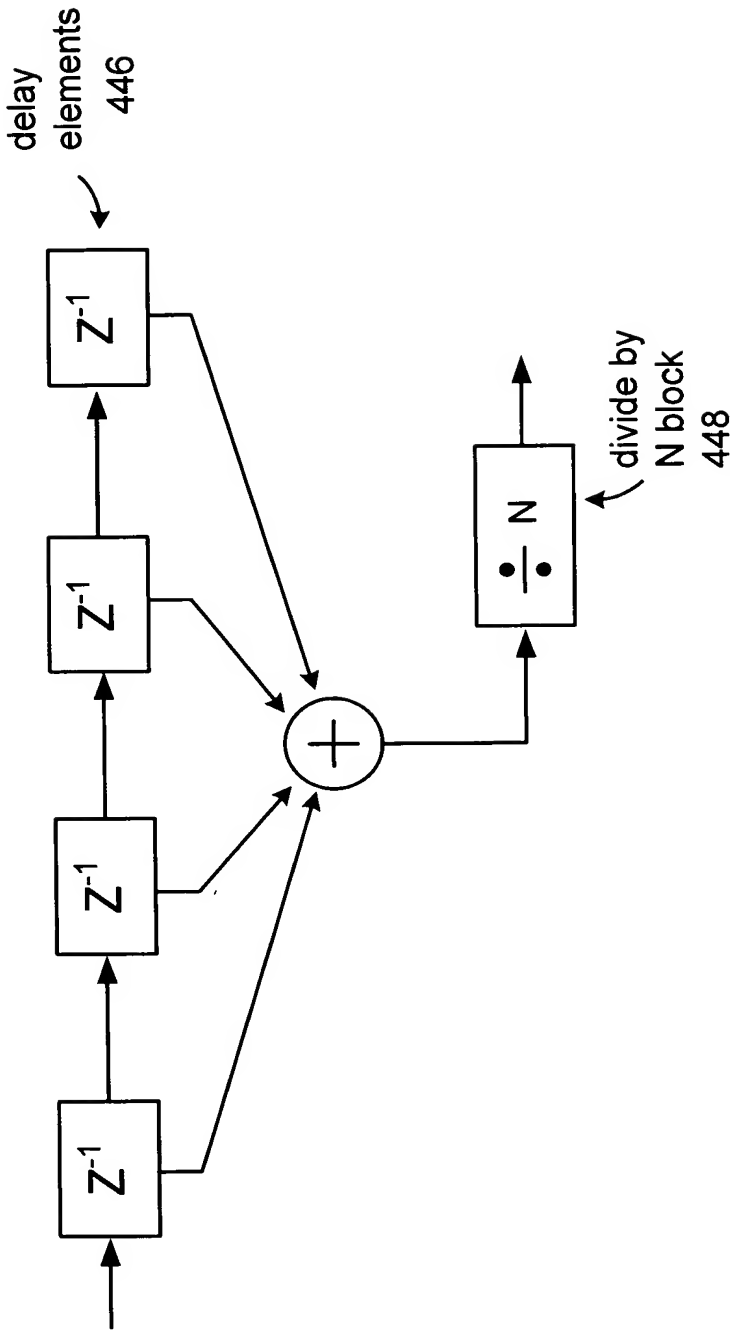 delay
elements
446
Z-1
Z-1
Z-1
Z-1
+
÷ N
divide by
N block
448